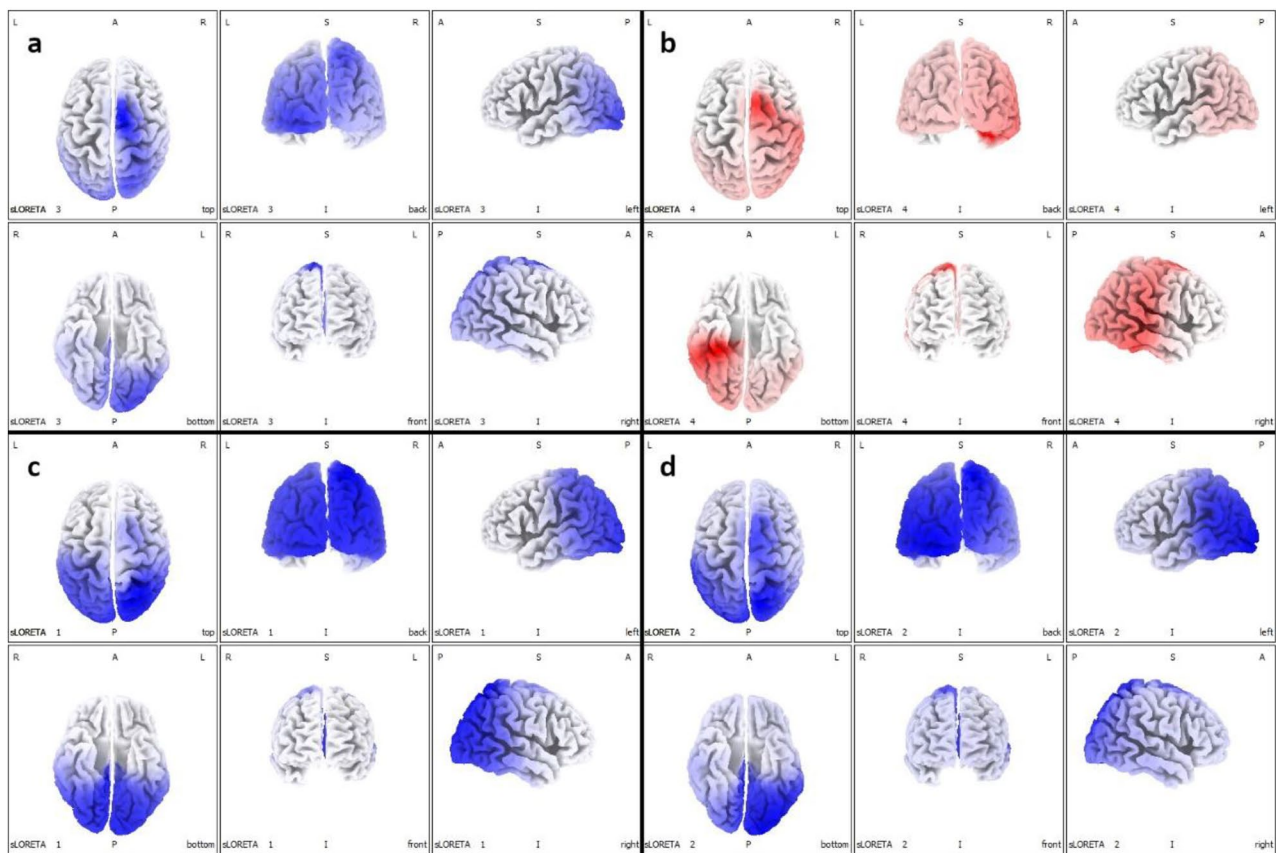 L A R L S R A S P L A R L S R A S P
a b
sLORETA 3 P top sLORETA 3 I back sLORETA 3 I left sLORETA 4 P top sLORETA 4 I back sLORETA 4 I left
R A L R S L P S A R A L R S L P S A
sLORETA 3 P bottom sLORETA 3 I front sLORETA 3 I right sLORETA 4 P bottom sLORETA 4 I front sLORETA 4 I right
L A R L S R A S P L A R L S R A S P
c d
sLORETA 1 P top sLORETA 1 I back sLORETA 1 I left sLORETA 2 P top sLORETA 2 I back sLORETA 2 I left
R A L R S L P S A R A L R S L P S A
sLORETA 1 P bottom sLORETA 1 I front sLORETA 1 I right sLORETA 2 P bottom sLORETA 2 I front sLORETA 2 I right